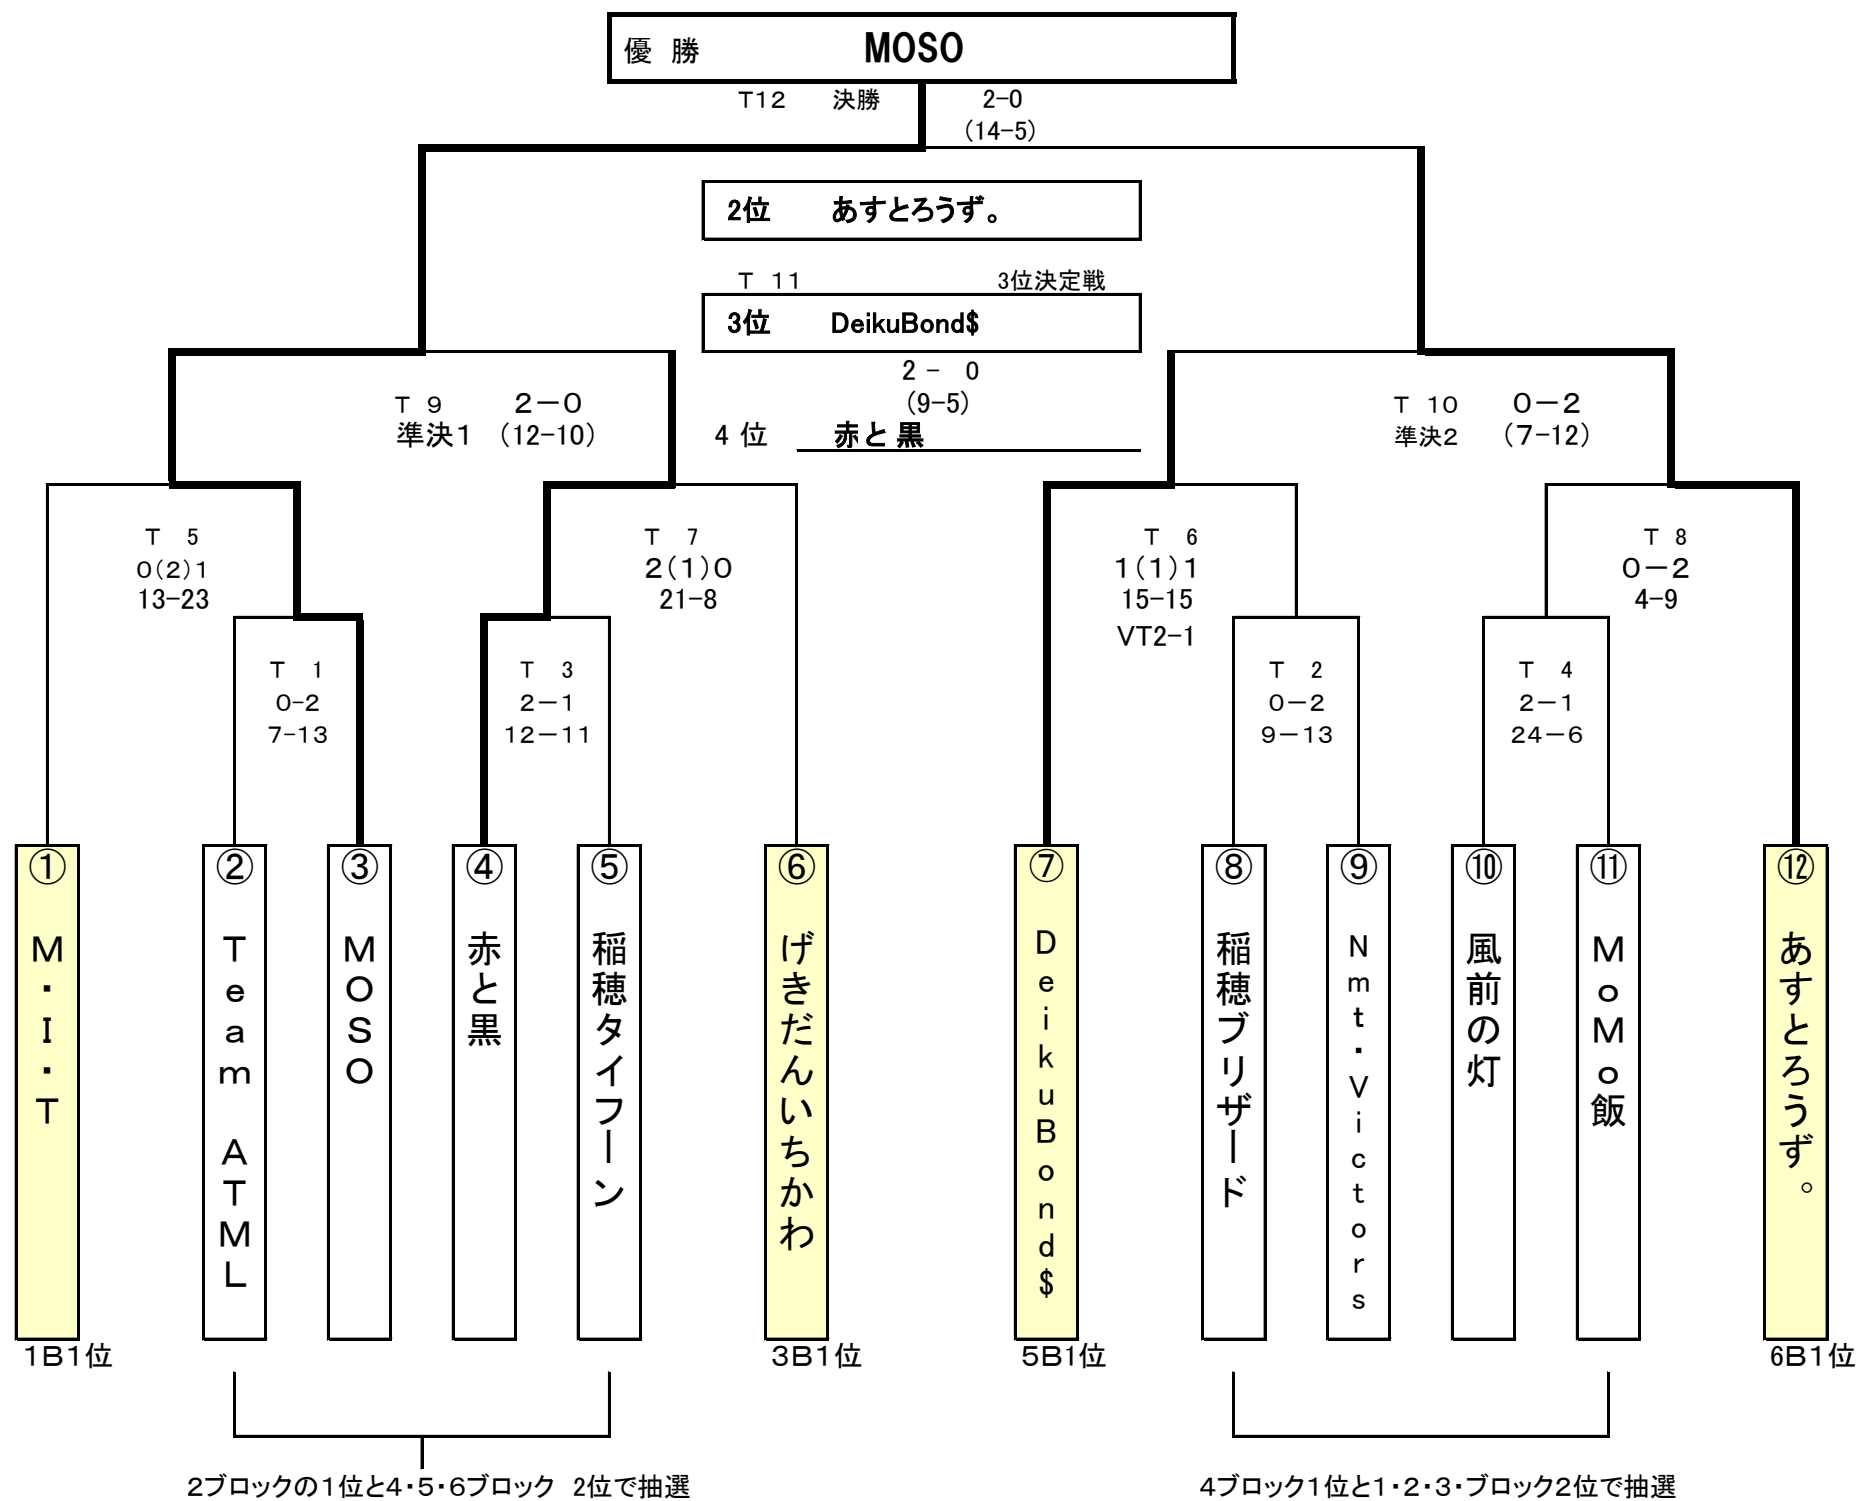 優 勝 MOSO
T12 決勝 2-0
(14-5)
2位 あすとろうず。
T 11 3位決定戦
3位 DeikuBond$
2 - 0
(9-5)
4 位 赤と黒
T 9 2-0
準決1 (12-10)
T 10 0-2
準決2 (7-12)
T 5
0(2)1
13-23
T 7
2(1)0
21-8
T 6
1(1)1
15-15
VT2-1
T 8
0-2
4-9
T 1
0-2
7-13
T 3
2-1
12-11
T 2
0-2
9-13
T 4
2-1
24-6
① M・I・T
② Team ATML
③ MOSO
④ 赤と黒
⑤ 稲穂タイフーン
⑥ げきだんいちかわ
⑦ DeikuBond$
⑧ 稲穂ブリザード
⑨ Nmt・Victors
⑩ 風前の灯
⑪ MoMo飯
⑫ あすとろうず。
1B1位
3B1位
5B1位
6B1位
2ブロックの1位と4・5・6ブロック 2位で抽選
4ブロック1位と1・2・3・ブロック2位で抽選